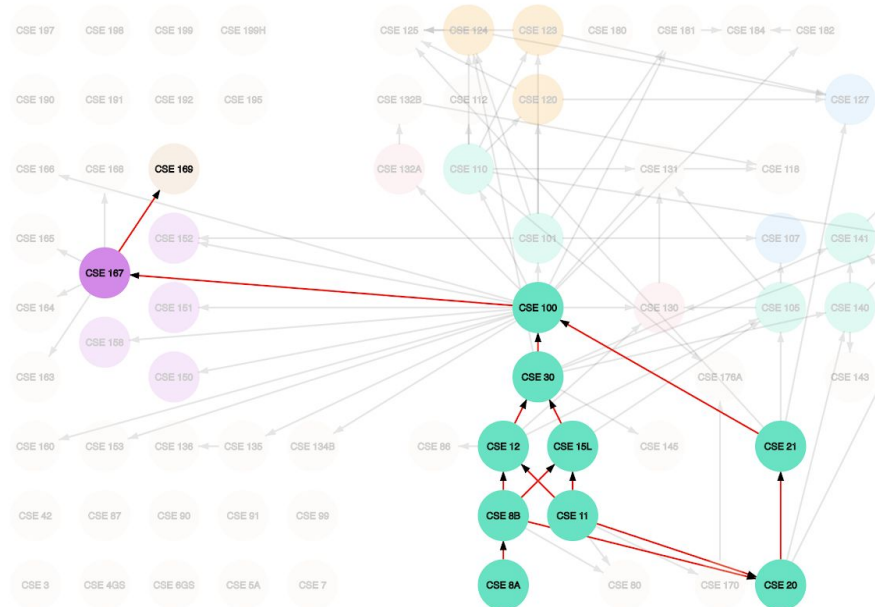 CSE 197 CSE 198 CSE 199 CSE 199H CSE 125 CSE 124 CSE 123 CSE 180 CSE 181 CSE 184 CSE 182
CSE 190 CSE 191 CSE 192 CSE 195 CSE 132B CSE 112 CSE 120 CSE 127
CSE 166 CSE 168 CSE 169 CSE 132A CSE 110 CSE 131 CSE 118
CSE 165 CSE 152 CSE 101 CSE 107 CSE 141
CSE 167
CSE 164 CSE 151 CSE 100 CSE 130 CSE 105 CSE 140
CSE 158
CSE 163 CSE 150 CSE 30 CSE 176A CSE 143
CSE 160 CSE 153 CSE 136 CSE 135 CSE 134B CSE 86 CSE 12 CSE 15L CSE 145 CSE 21
CSE 42 CSE 87 CSE 90 CSE 91 CSE 99 CSE 8B CSE 11
CSE 3 CSE 4GS CSE 6GS CSE 5A CSE 7 CSE 8A CSE 80 CSE 170 CSE 20